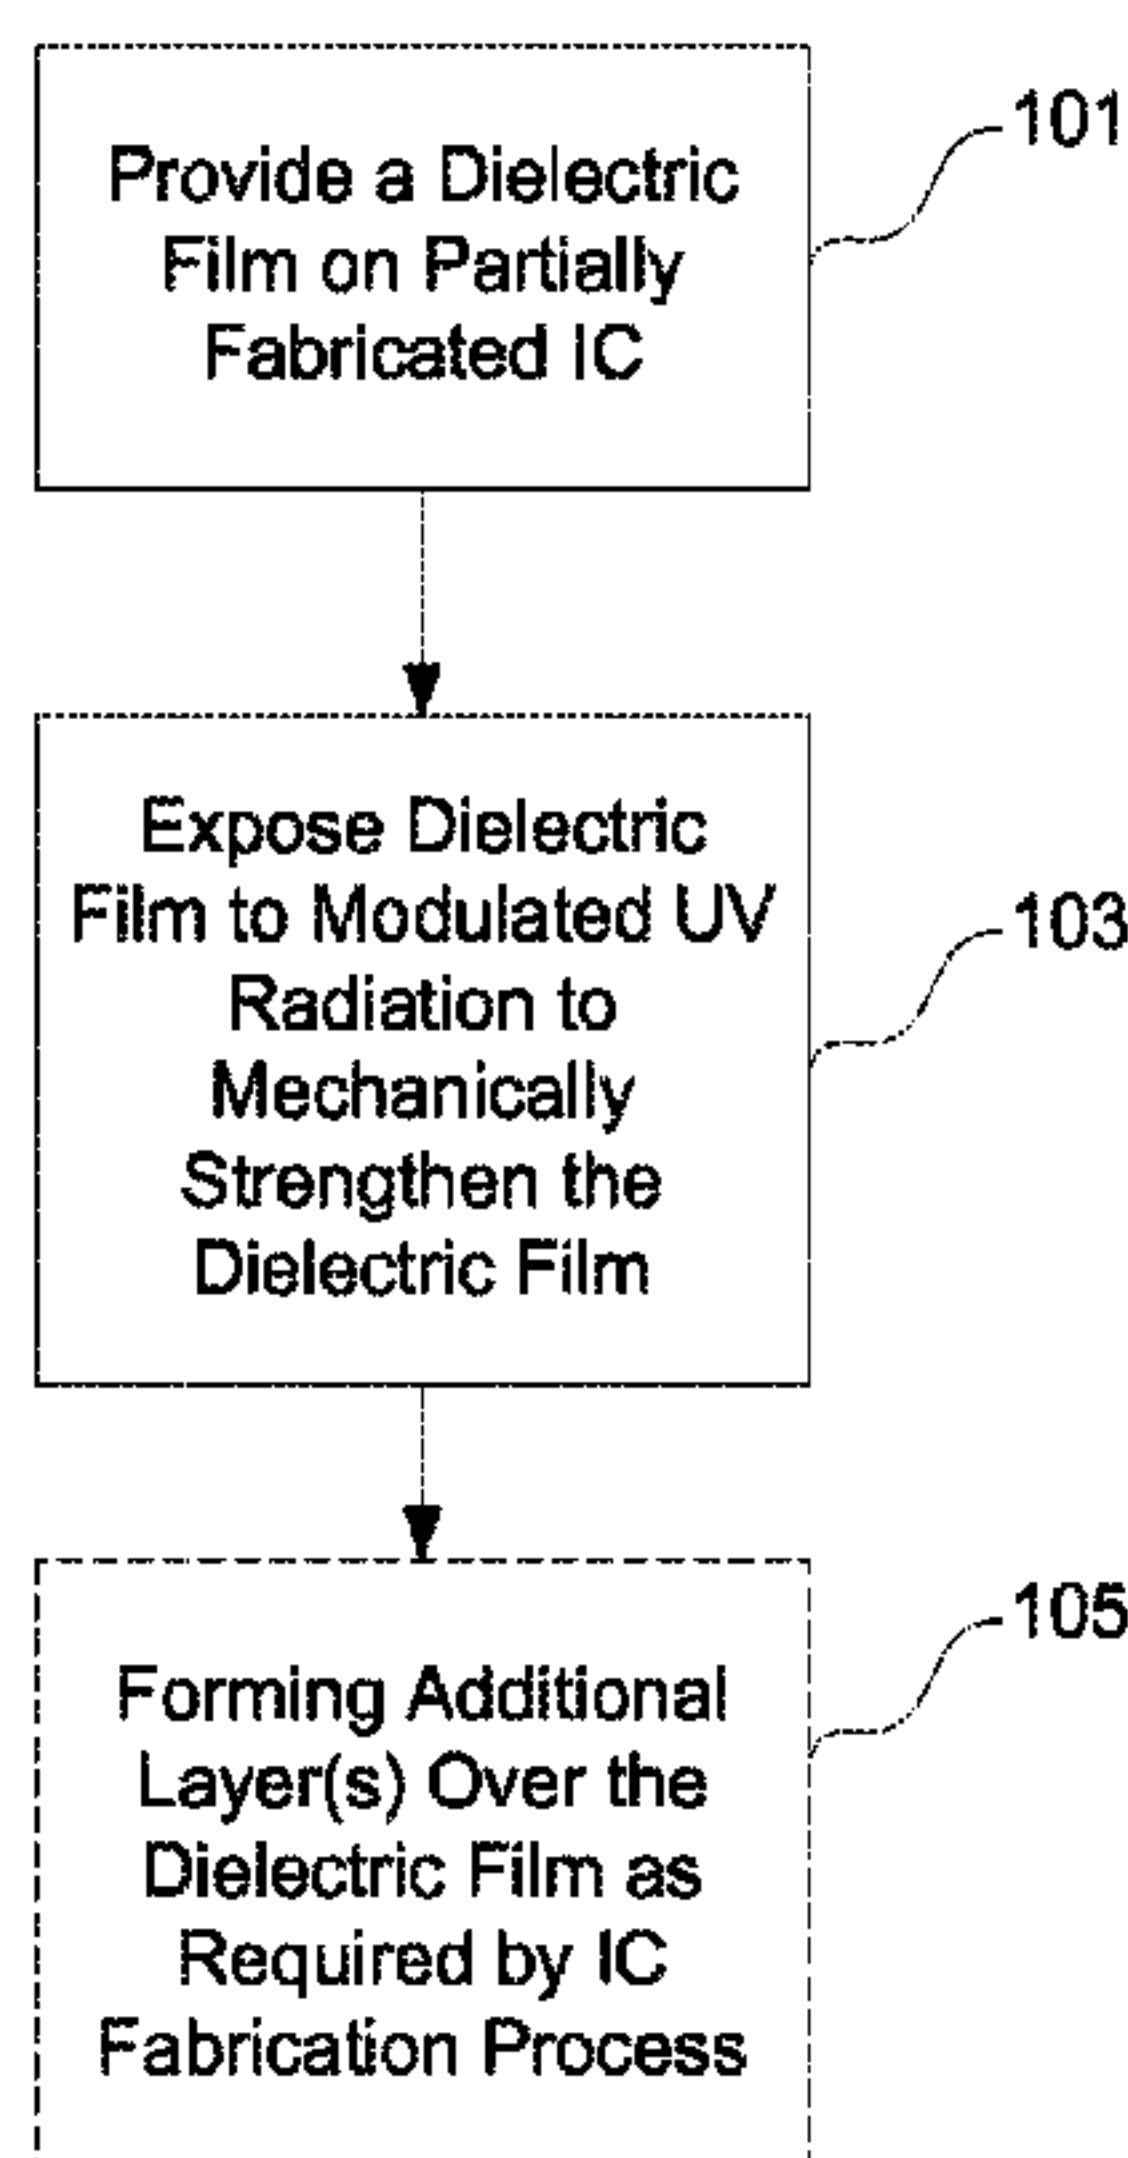 Provide a Dielectric
Film on Partially
Fabricated IC
101
Expose Dielectric
Film to Modulated UV
Radiation to
Mechanically
Strengthen the
Dielectric Film
103
Forming Additional
Layer(s) Over the
Dielectric Film as
Required by IC
Fabrication Process
105